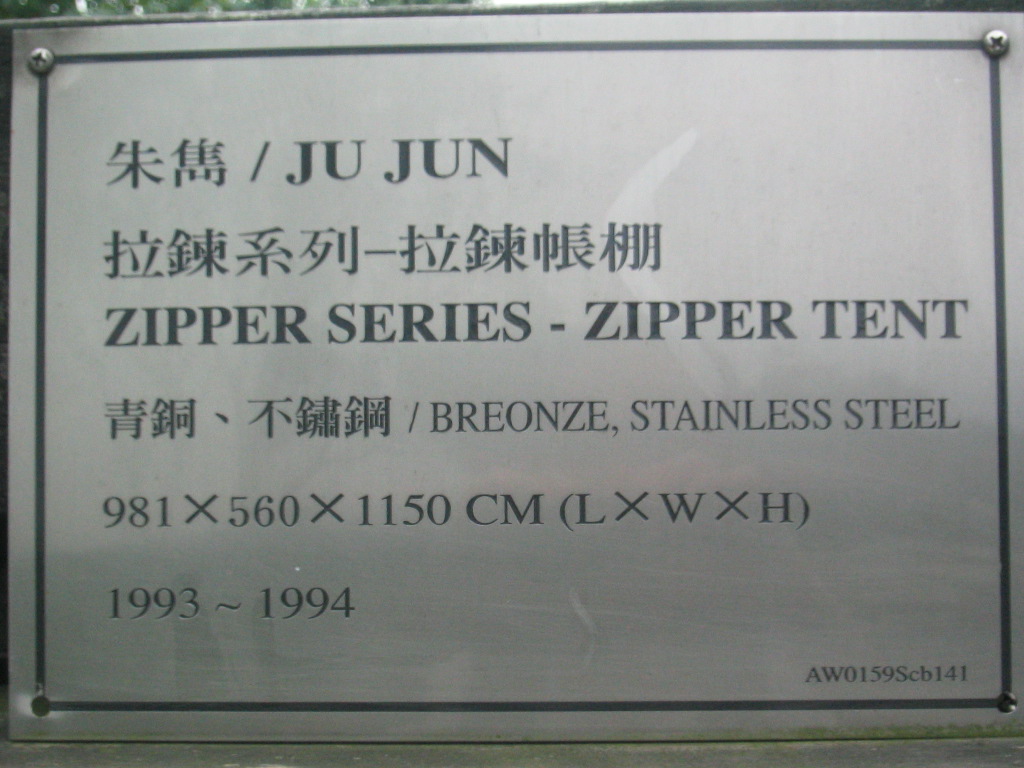 朱雋 / JU JUN
拉鍊系列–拉鍊帳棚
ZIPPER SERIES - ZIPPER TENT
青銅、不鏽鋼 / BREONZE, STAINLESS STEEL
981×560×1150 CM (L×W×H)
1993 ~ 1994
AW0159Scb141